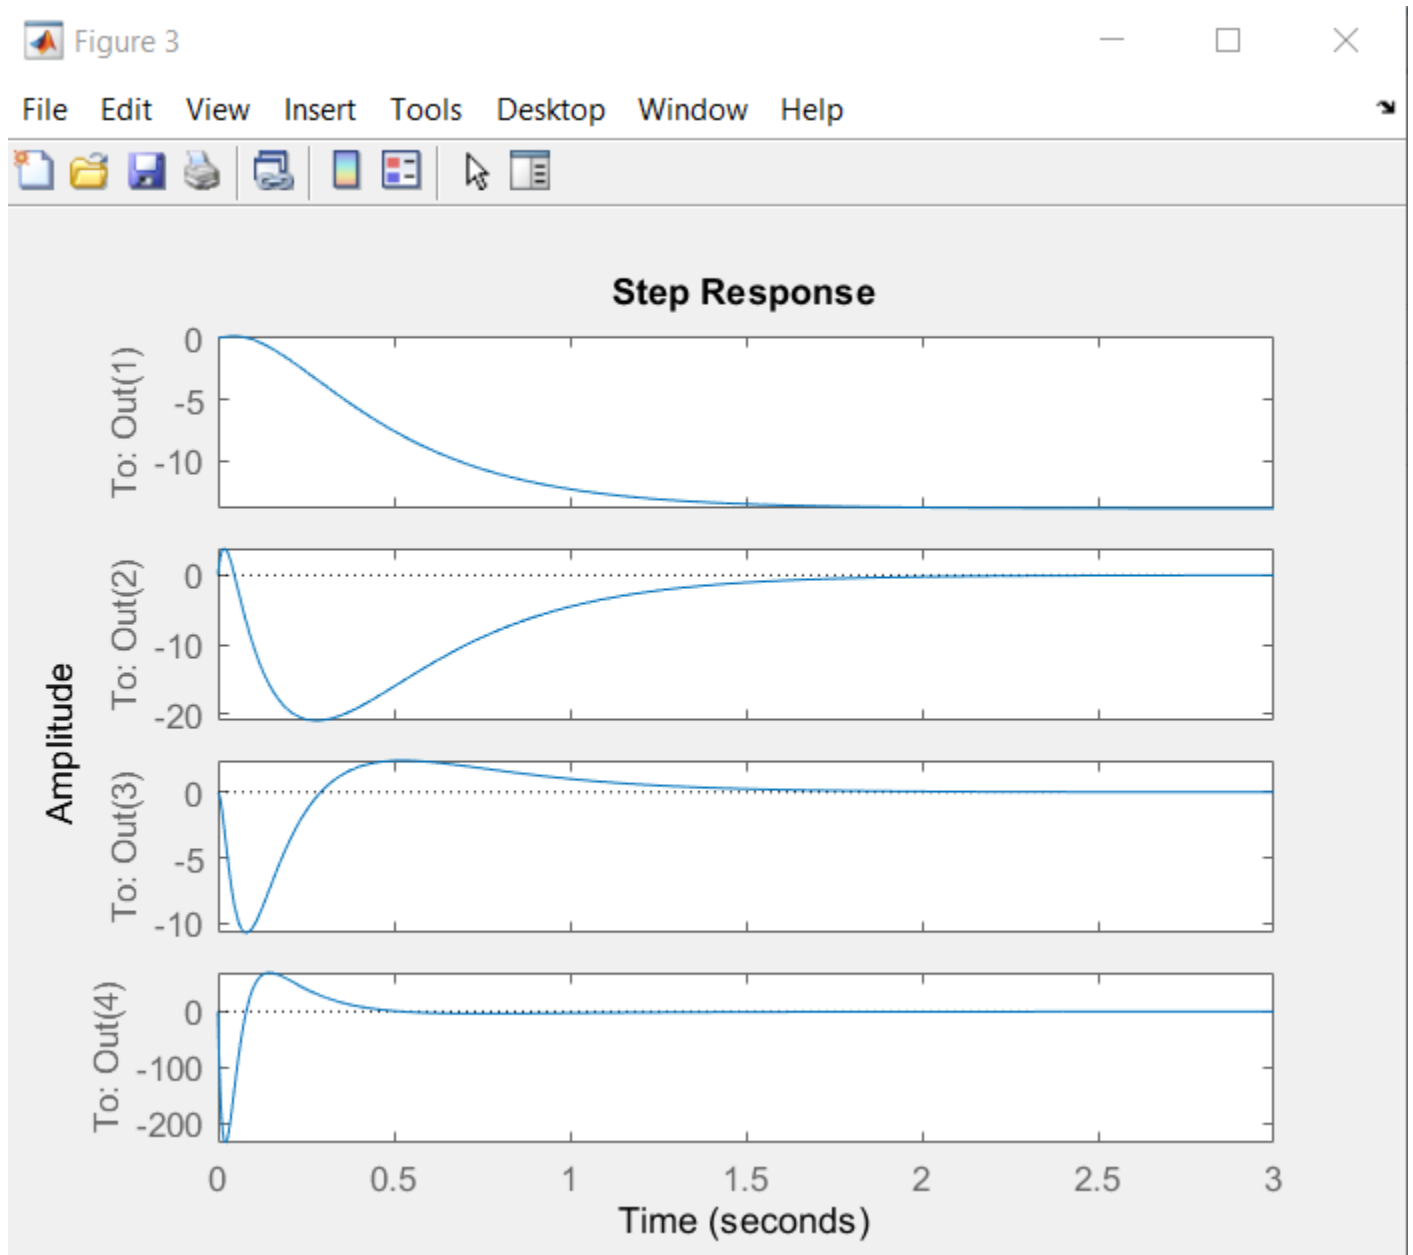 Figure 3
File Edit View Insert Tools Desktop Window Help
Step Response
Amplitude
To: Out(1)
0
-5
-10
To: Out(2)
0
-10
-20
To: Out(3)
0
-5
-10
To: Out(4)
0
-100
-200
0 0.5 1 1.5 2 2.5 3
Time (seconds)